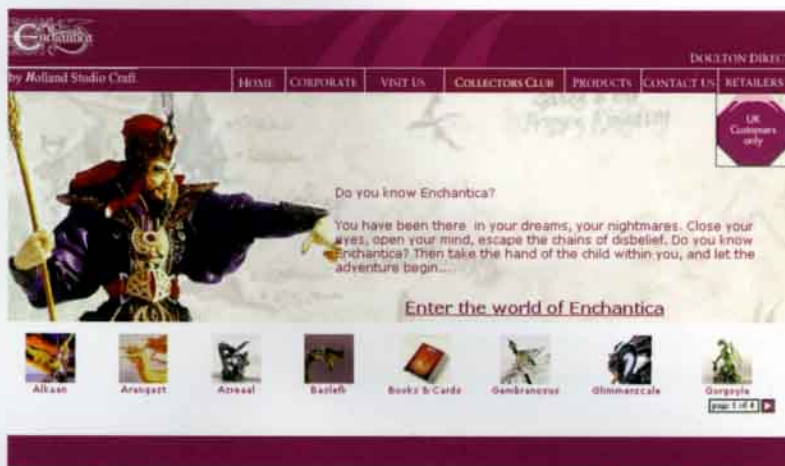 Enchantica
DOULTON DIREC
by Holland Studio Craft
HOME CORPORATE VISIT US COLLECTORS CLUB PRODUCTS CONTACT US RETAILERS
UK
Customers
only
Do you know Enchantica?
You have been there in your dreams, your nightmares. Close your
eyes, open your mind, escape the chains of disbelief. Do you know
Enchantica? Then take the hand of the child within you, and let the
adventure begin....
Enter the world of Enchantica
Alkaan Arangast Azreaal Bazlefk Books & Cards Gambranosus Glimmerscale Gargoyle
page 1 of 4